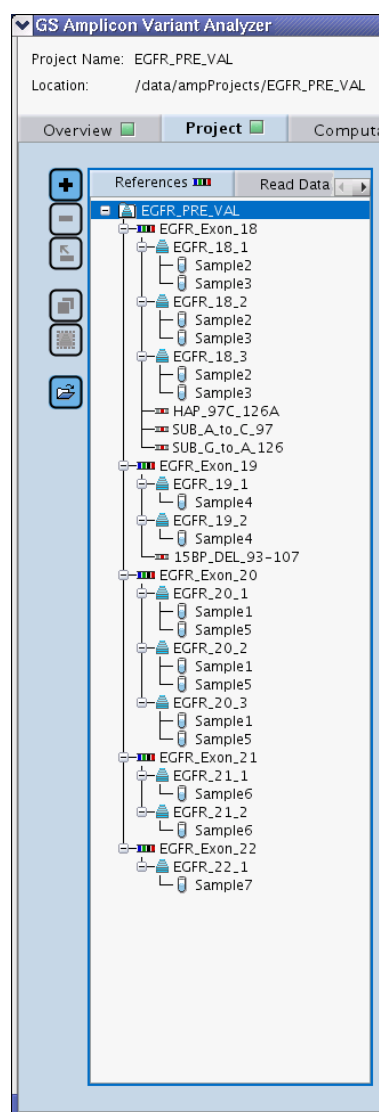 GS Amplicon Variant Analyzer
Project Name: EGFR_PRE_VAL
Location: /data/ampProjects/EGFR_PRE_VAL
Overview Project Computa
References Read Data
EGFR_PRE_VAL
EGFR_Exon_18
EGFR_18_1
Sample2
Sample3
EGFR_18_2
Sample2
Sample3
EGFR_18_3
Sample2
Sample3
HAP_97C_126A
SUB_A_to_C_97
SUB_G_to_A_126
EGFR_Exon_19
EGFR_19_1
Sample4
EGFR_19_2
Sample4
15BP_DEL_93-107
EGFR_Exon_20
EGFR_20_1
Sample1
Sample5
EGFR_20_2
Sample1
Sample5
EGFR_20_3
Sample1
Sample5
EGFR_Exon_21
EGFR_21_1
Sample6
EGFR_21_2
Sample6
EGFR_Exon_22
EGFR_22_1
Sample7